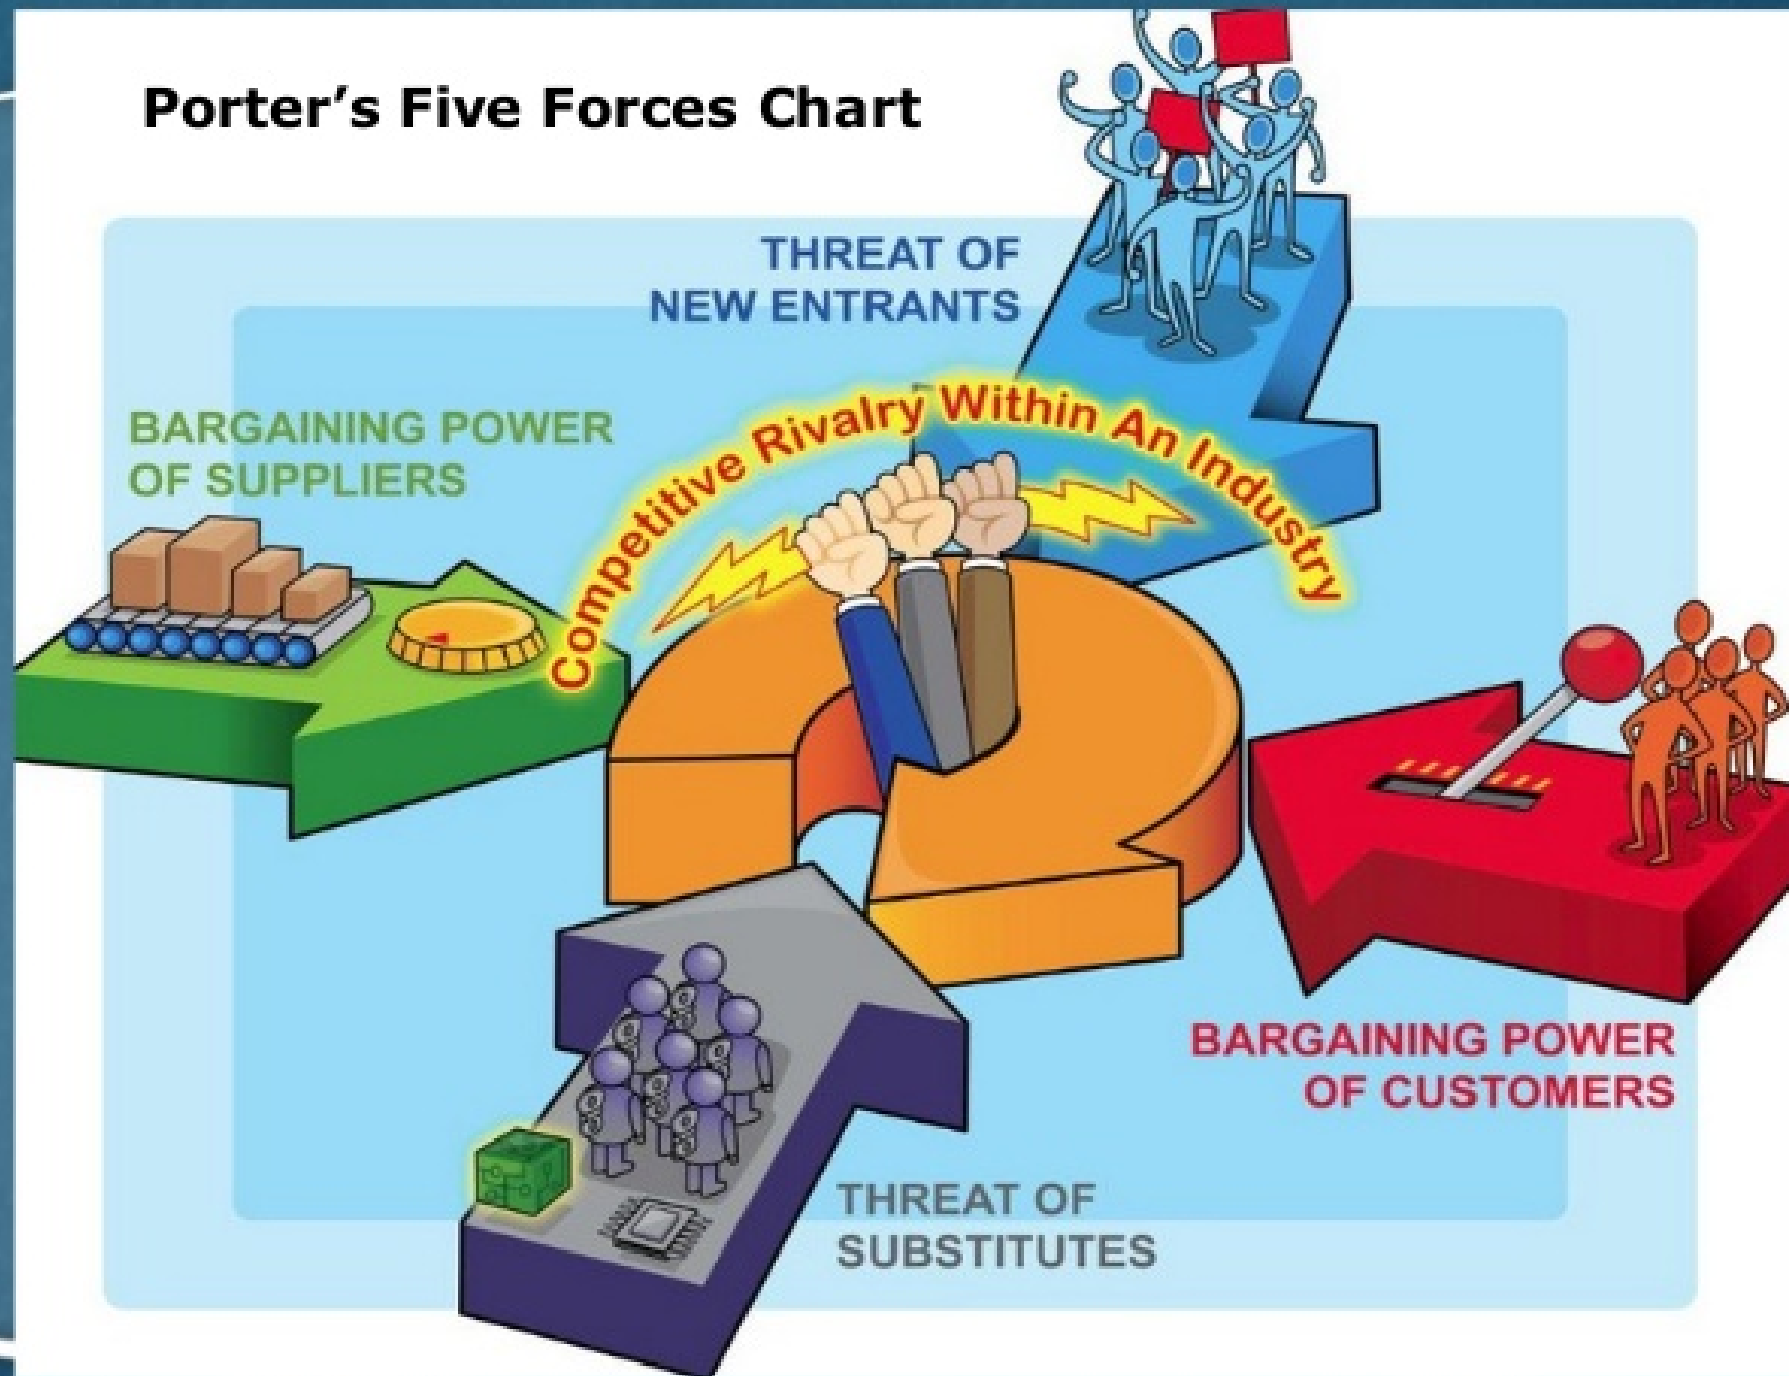 Porter’s Five Forces Chart
THREAT OF
NEW ENTRANTS
BARGAINING POWER
OF SUPPLIERS
Competitive Rivalry Within An Industry
BARGAINING POWER
OF CUSTOMERS
THREAT OF
SUBSTITUTES